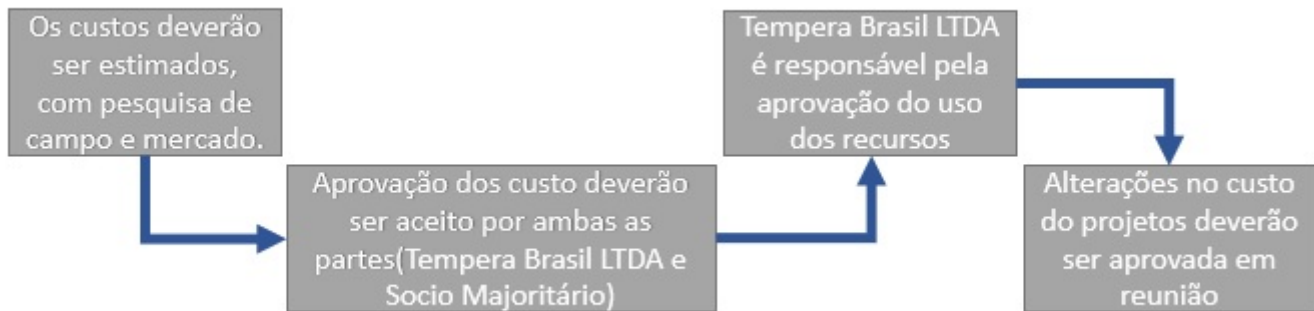 Os custos deverão
ser estimados,
com pesquisa de
campo e mercado.
Aprovação dos custo deverão
ser aceito por ambas as
partes(Tempera Brasil LTDA e
Socio Majoritário)
Tempera Brasil LTDA
é responsável pela
aprovação do uso
dos recursos
Alterações no custo
do projetos deverão
ser aprovada em
reunião